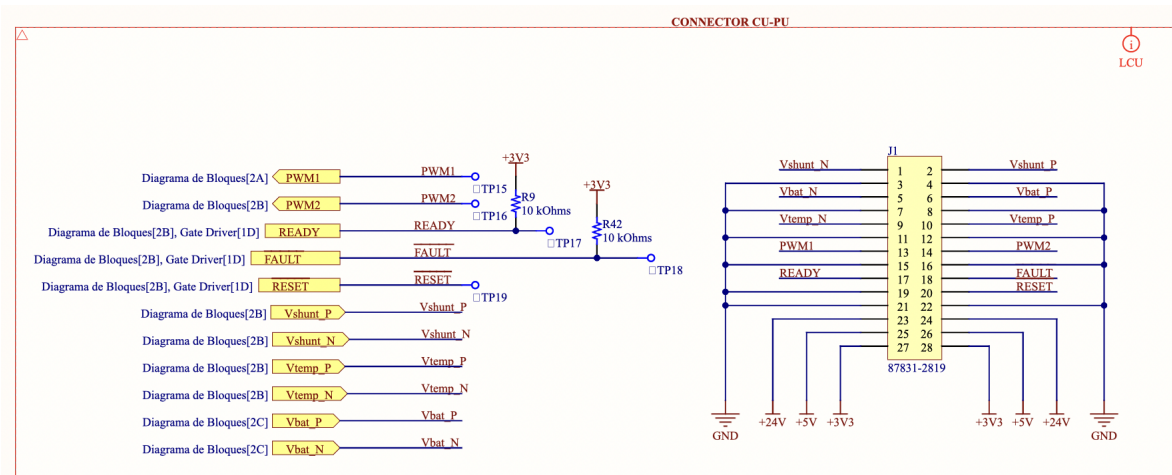 CONNECTOR CU-PU
i
LCU
Diagrama de Bloques[2A] PWM1 PWM1 TP15
+3V3
R9
10 kOhms
Diagrama de Bloques[2B] PWM2 PWM2 TP16
+3V3
R42
10 kOhms
Diagrama de Bloques[2B], Gate Driver[1D] READY READY TP17
Diagrama de Bloques[2B], Gate Driver[1D] FAULT FAULT TP18
Diagrama de Bloques[2B], Gate Driver[1D] RESET RESET TP19
Diagrama de Bloques[2B] Vshunt_P Vshunt_P
Diagrama de Bloques[2B] Vshunt_N Vshunt_N
Diagrama de Bloques[2B] Vtemp_P Vtemp_P
Diagrama de Bloques[2B] Vtemp_N Vtemp_N
Diagrama de Bloques[2C] Vbat_P Vbat_P
Diagrama de Bloques[2C] Vbat_N Vbat_N
J1
Vshunt_N 1 2 Vshunt_P
3 4
Vbat_N 5 6 Vbat_P
7 8
Vtemp_N 9 10 Vtemp_P
11 12
PWM1 13 14 PWM2
15 16
READY 17 18 FAULT
19 20 RESET
21 22
23 24
25 26
27 28
87831-2819
GND +24V +5V +3V3 +3V3 +5V +24V GND